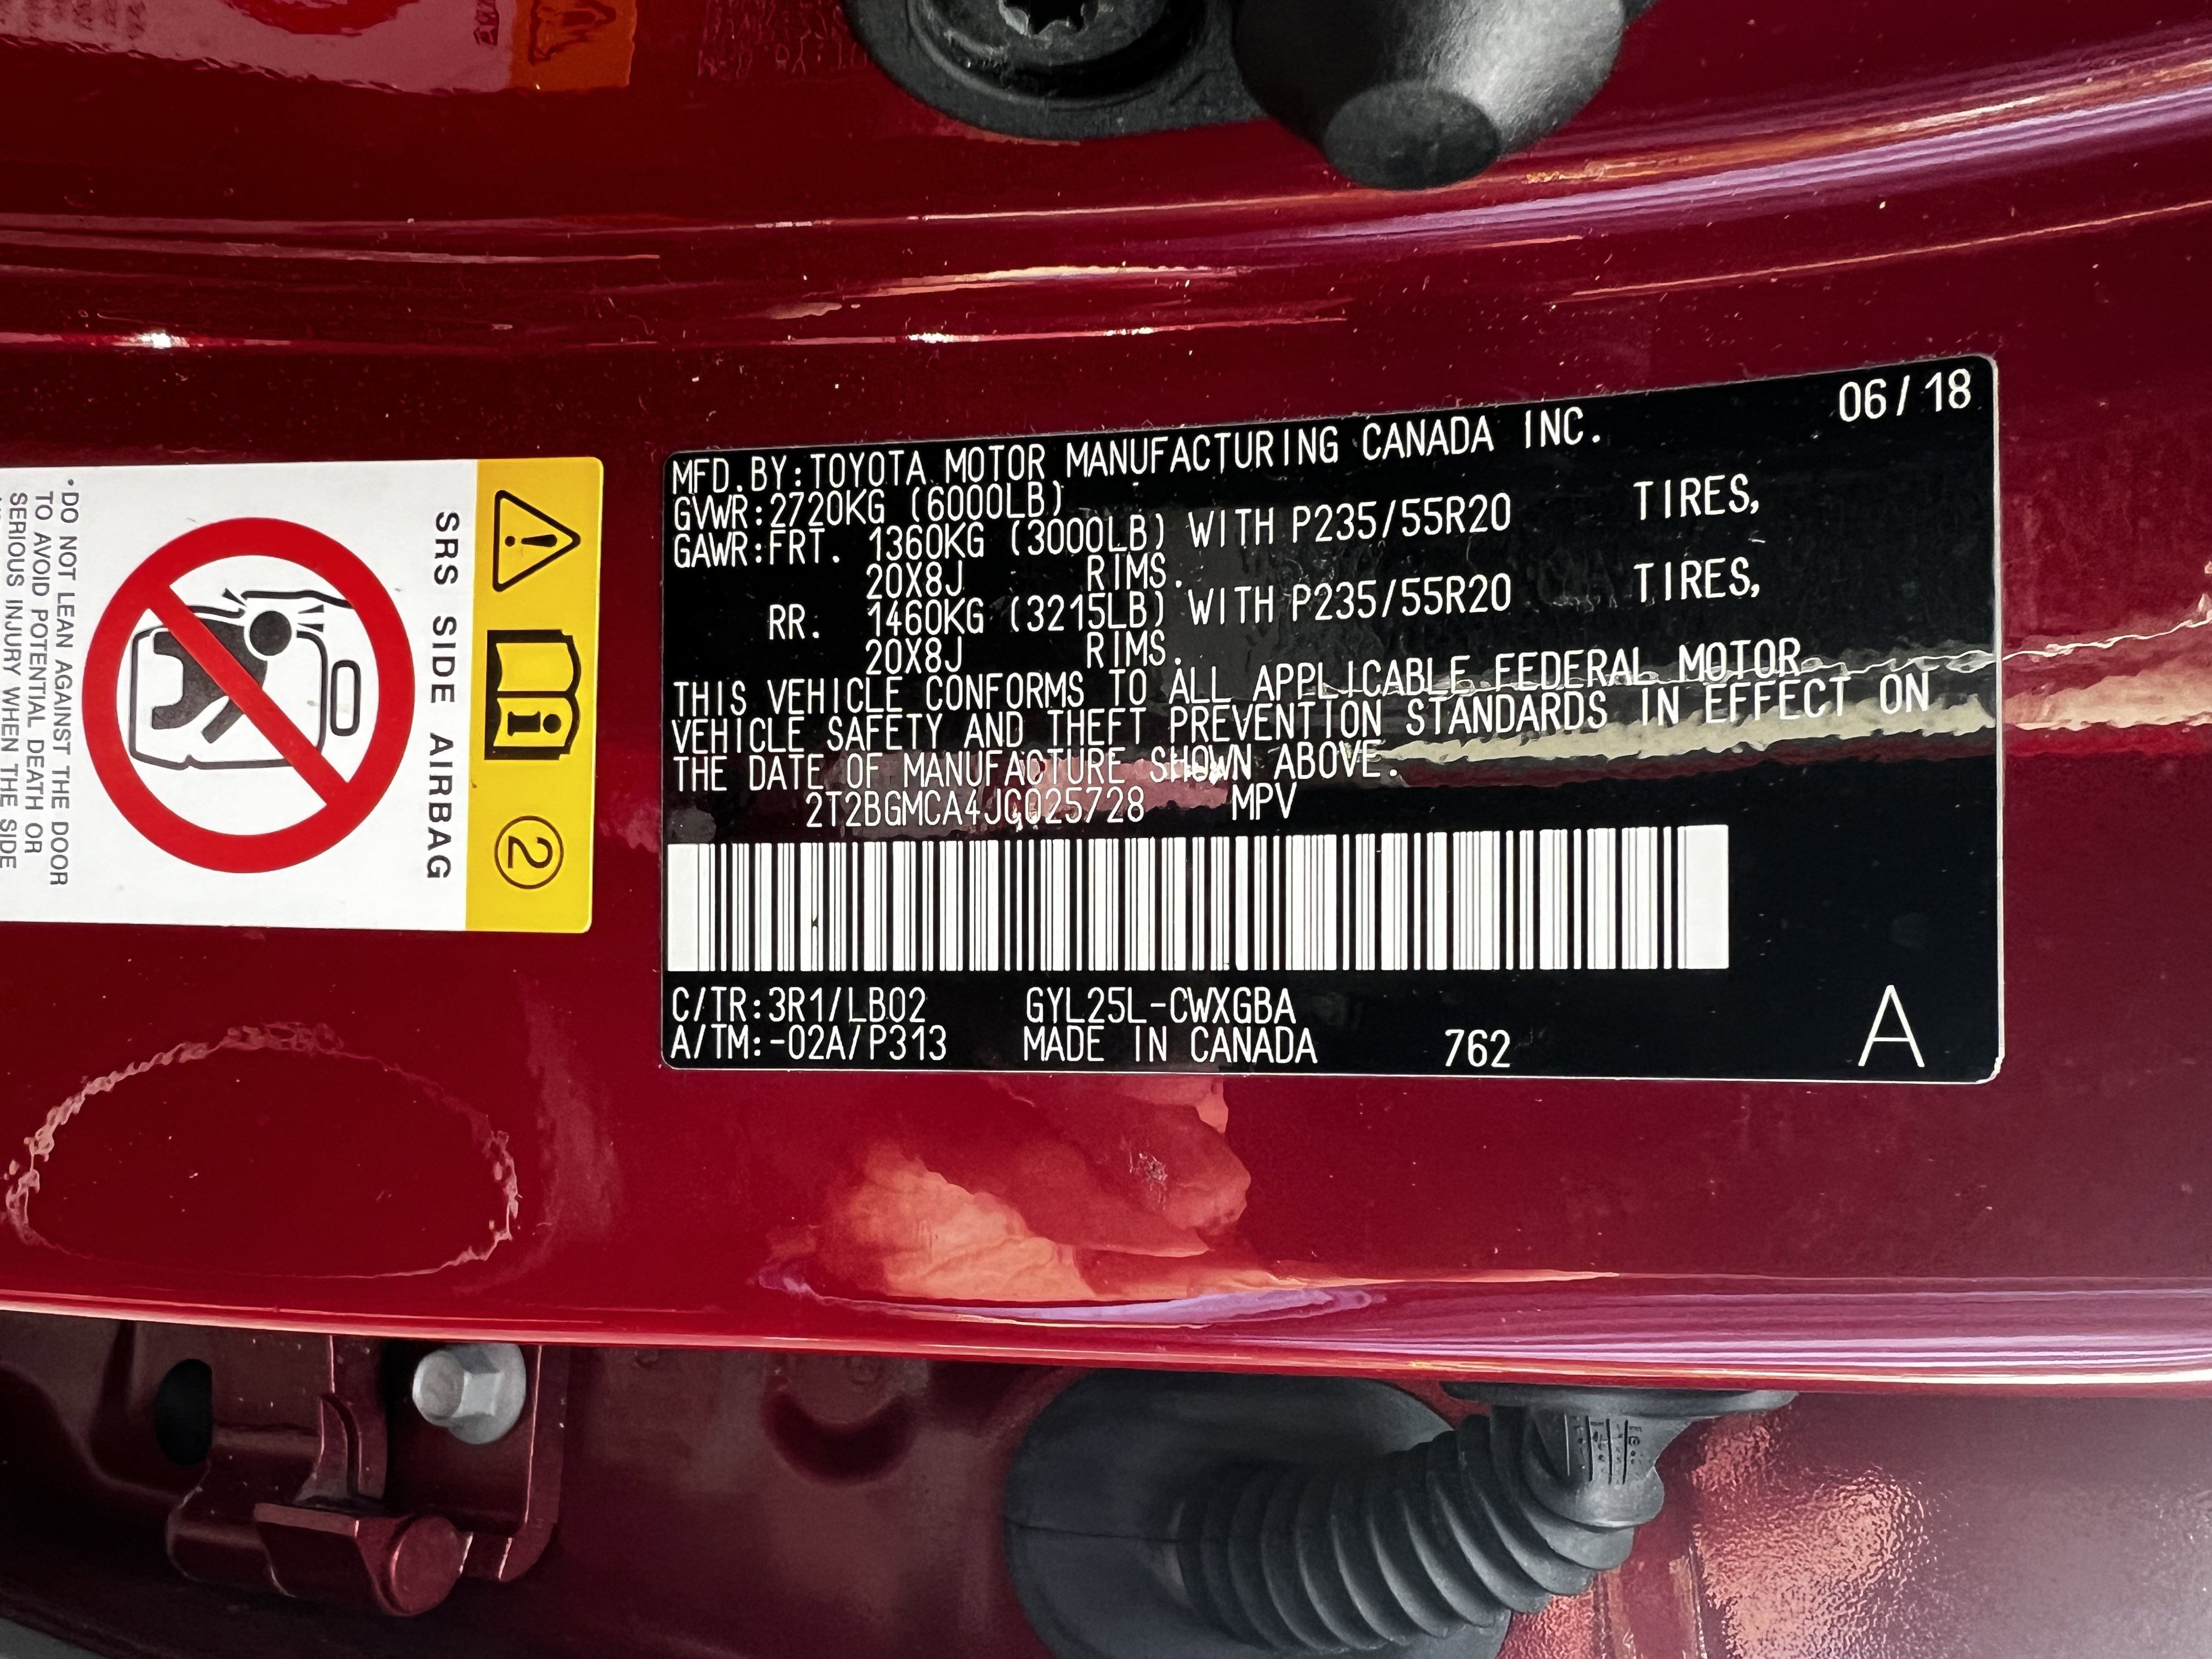 06/18
MFD.BY:TOYOTA MOTOR MANUFACTURING CANADA INC.
GVWR:2720KG (6000LB)
GAWR:FRT. 1360KG (3000LB) WITH P235/55R20 TIRES,
20X8J RIMS.
RR. 1460KG (3215LB) WITH P235/55R20 TIRES,
20X8J RIMS.
THIS VEHICLE CONFORMS TO ALL APPLICABLE FEDERAL MOTOR
VEHICLE SAFETY AND THEFT PREVENTION STANDARDS IN EFFECT ON
THE DATE OF MANUFACTURE SHOWN ABOVE.
2T2BGMCA4JC025728 MPV
C/TR:3R1/LB02 GYL25L-CWXGBA
A/TM:-02A/P313 MADE IN CANADA 762 A
2
SRS SIDE AIRBAG
•DO NOT LEAN AGAINST THE DOOR
TO AVOID POTENTIAL DEATH OR
SERIOUS INJURY WHEN THE SIDE